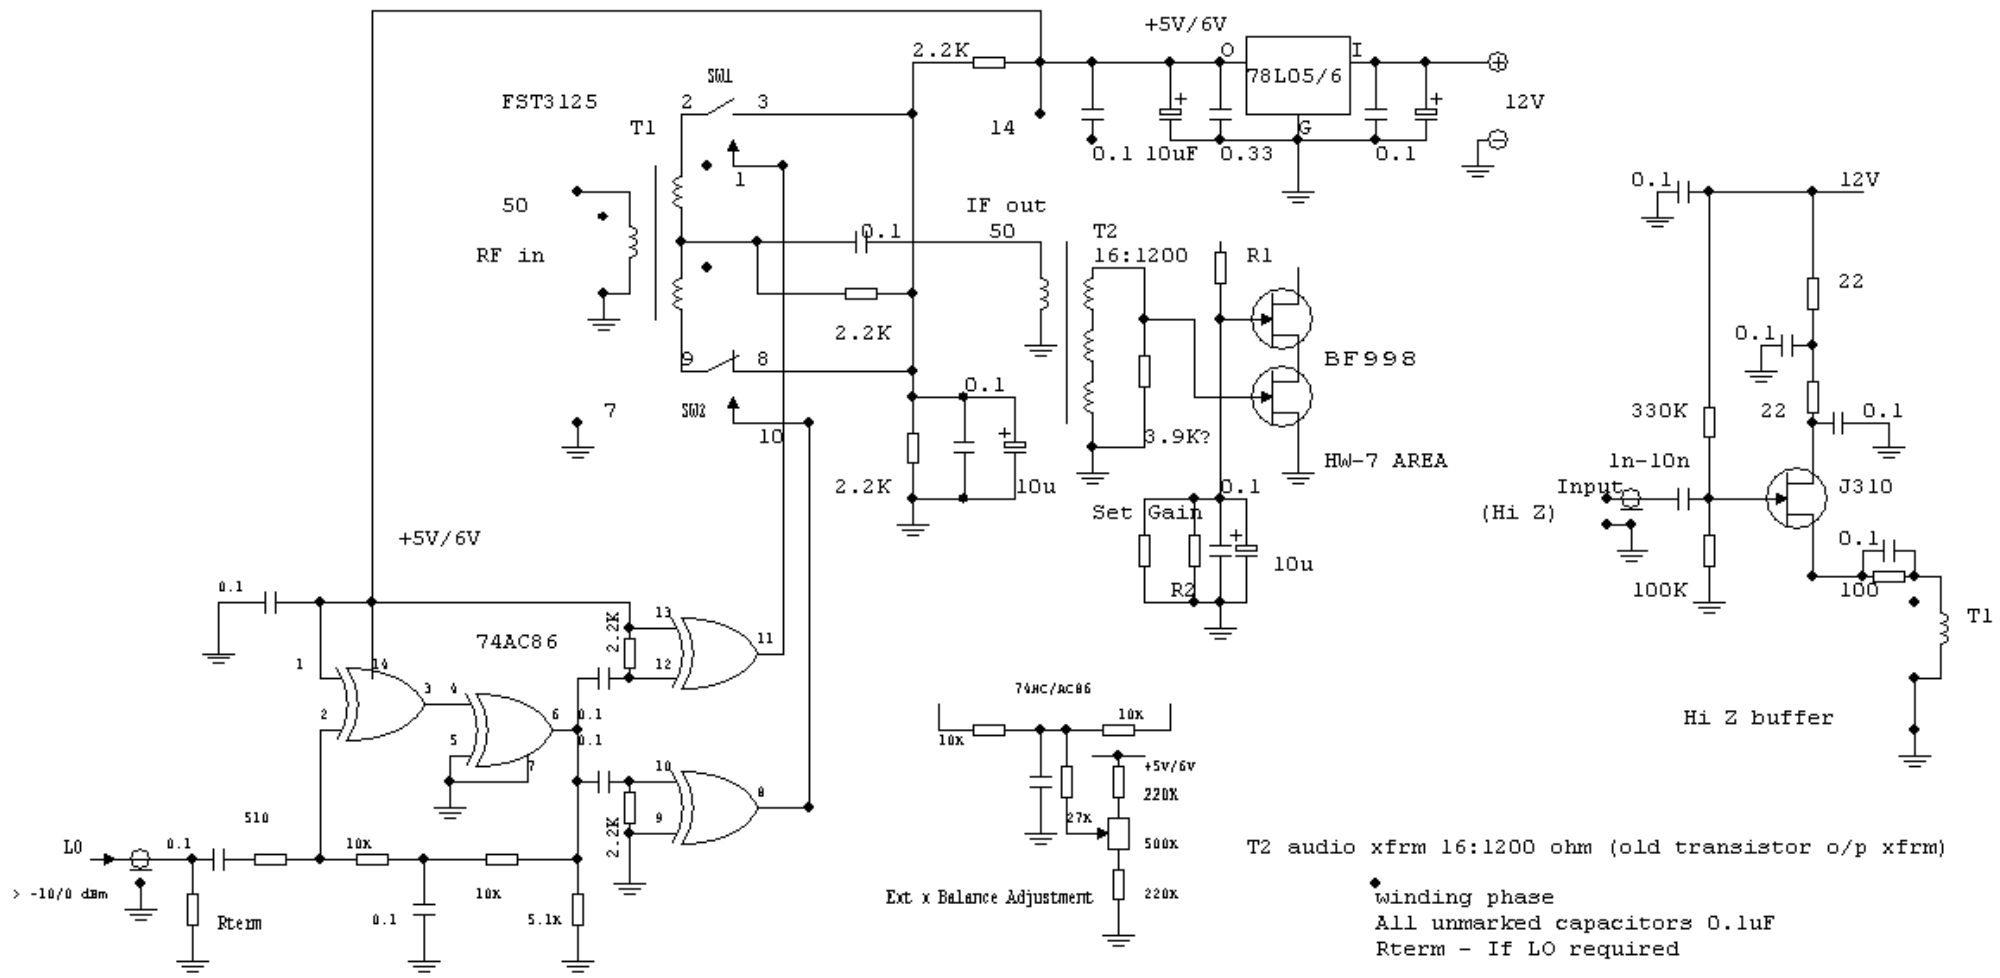 +5V/6V
2.2K
O
I
78L05/6
G
12V
+
+
0.1
10uF
0.33
0.1
14
SW1
FST3125
2
3
T1
1
50
RF in
0.1
IF out
50
2.2K
9
8
SW2
10
7
2.2K
0.1
+
10u
T2
16:1200
R1
BF998
3.9K?
HW-7 AREA
0.1
Set Gain
+
R2
10u
0.1
12V
22
0.1
330K
22
0.1
1n-10n
Input
(Hi Z)
J310
0.1
100K
100
T1
Hi Z buffer
+5V/6V
0.1
74AC86
1
14
2
3
4
5
6
7
0.1
0.1
2.2K
13
12
11
10
9
8
2.2K
LO
> -10/0 dBm
0.1
510
10K
10K
Rterm
0.1
5.1K
74HC/AC86
10K
10K
+5V/6V
220K
27K
500K
220K
Ext x Balance Adjustment
T2 audio xfrm 16:1200 ohm (old transistor o/p xfrm)
winding phase
All unmarked capacitors 0.1uF
Rterm - If LO required